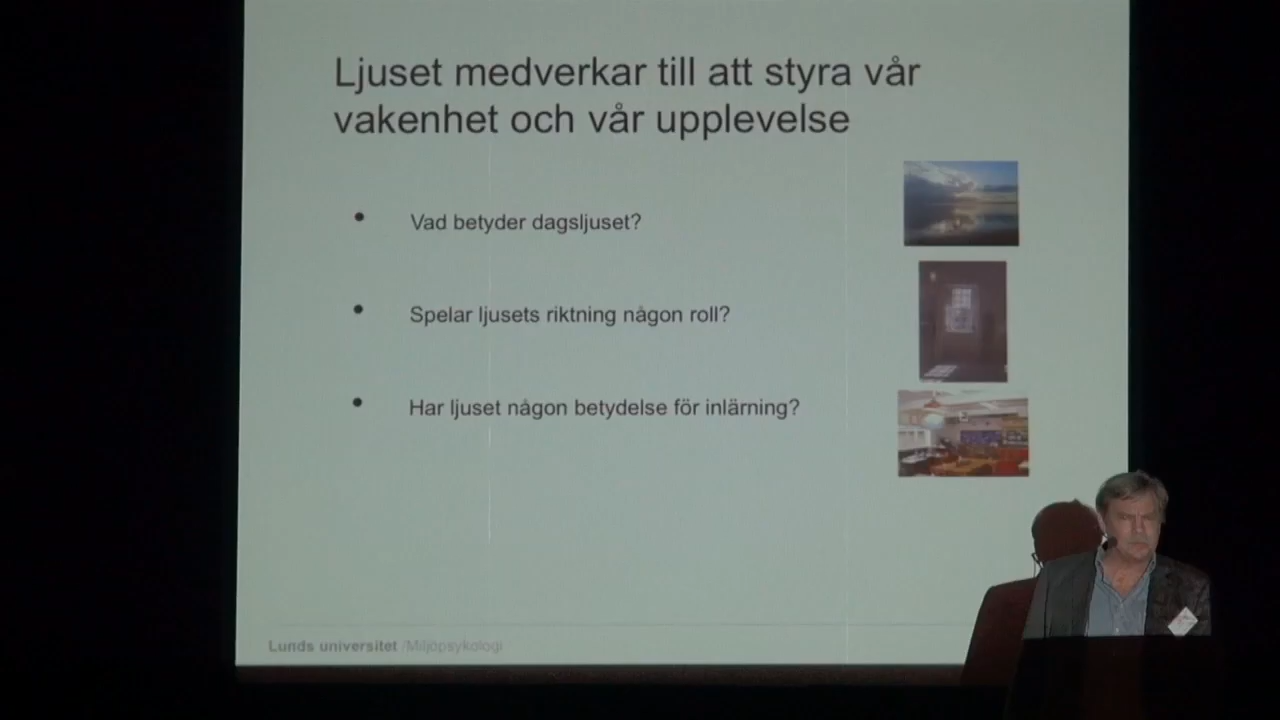 Ljuset medverkar till att styra vår
vakenhet och vår upplevelse
Vad betyder dagsljuset?
Spelar ljusets riktning någon roll?
Har ljuset någon betydelse för inlärning?
Lunds universitet /Miljöpsykologi